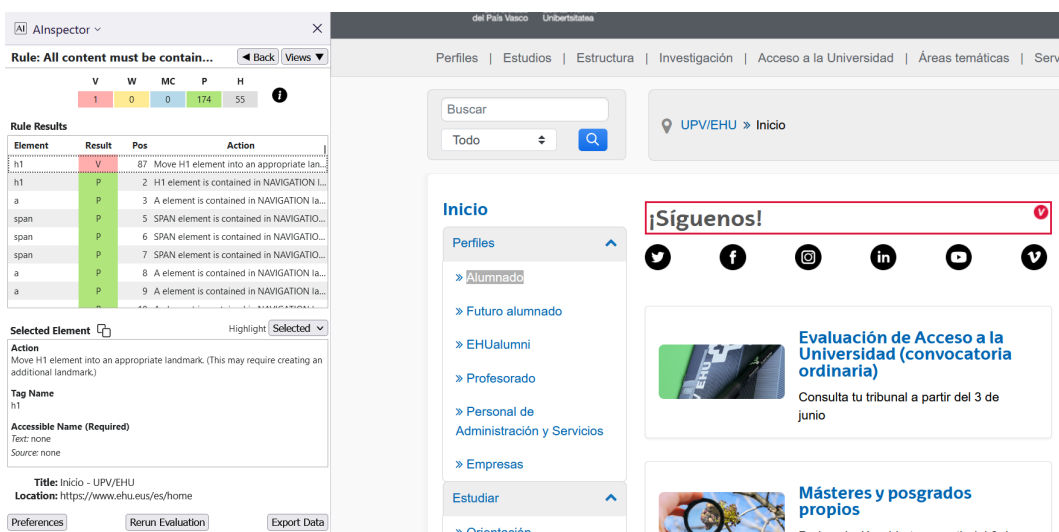 AI AInspector
Rule: All content must be contain...
◄ Back
Views ▼
V W MC P H
1 0 0 174 55
Rule Results
Element Result Pos Action
h1 V 87 Move H1 element into an appropriate lan...
h1 P 2 H1 element is contained in NAVIGATION l...
a P 3 A element is contained in NAVIGATION la...
span P 5 SPAN element is contained in NAVIGATIO...
span P 6 SPAN element is contained in NAVIGATIO...
span P 7 SPAN element is contained in NAVIGATIO...
a P 8 A element is contained in NAVIGATION la...
a P 9 A element is contained in NAVIGATION la...
Selected Element
Highlight Selected
Action
Move H1 element into an appropriate landmark. (This may require creating an
additional landmark.)
Tag Name
h1
Accessible Name (Required)
Text: none
Source: none
Title: Inicio - UPV/EHU
Location: https://www.ehu.eus/es/home
Preferences
Rerun Evaluation
Export Data
del País Vasco Unibertsitatea
Perfiles | Estudios | Estructura | Investigación | Acceso a la Universidad | Áreas temáticas | Serv
Buscar
Todo
UPV/EHU » Inicio
Inicio
Perfiles
» Alumnado
» Futuro alumnado
» EHUalumni
» Profesorado
» Personal de
Administración y Servicios
» Empresas
Estudiar
» Orientación
¡Síguenos!
V
EHU
Evaluación de Acceso a la
Universidad (convocatoria
ordinaria)
Consulta tu tribunal a partir del 3 de
junio
Másteres y posgrados
propios